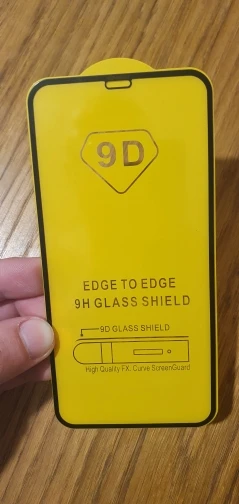 9D
EDGE TO EDGE
9H GLASS SHIELD
9D GLASS SHIELD
High Quality FX. Curve ScreenGuard